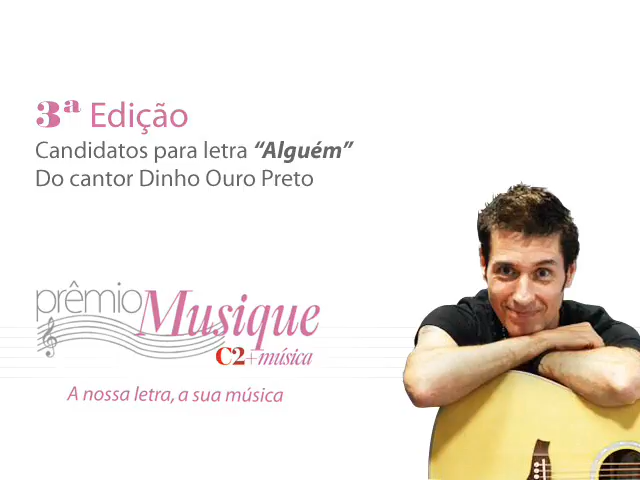 3ª Edição
Candidatos para letra “Alguém”
Do cantor Dinho Ouro Preto
prêmio Musique
C2+música
A nossa letra, a sua música